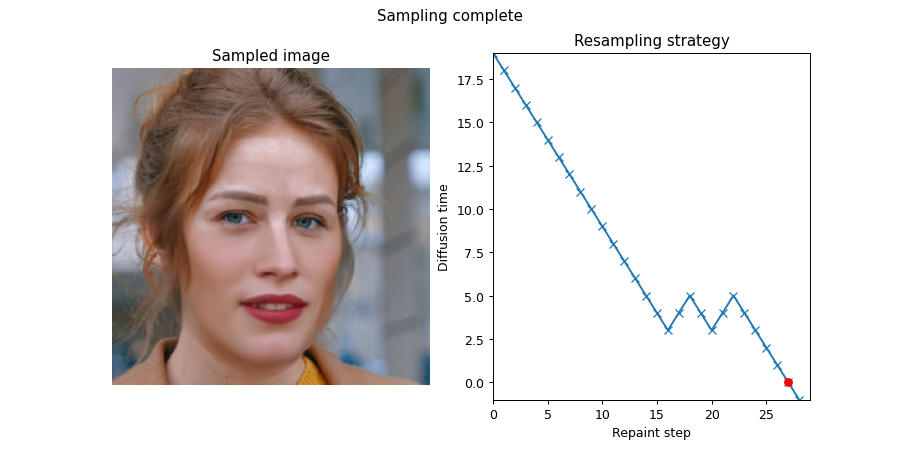 Sampling complete
Sampled image
Resampling strategy
Diffusion time
17.5
15.0
12.5
10.0
7.5
5.0
2.5
0.0
0 5 10 15 20 25
Repaint step